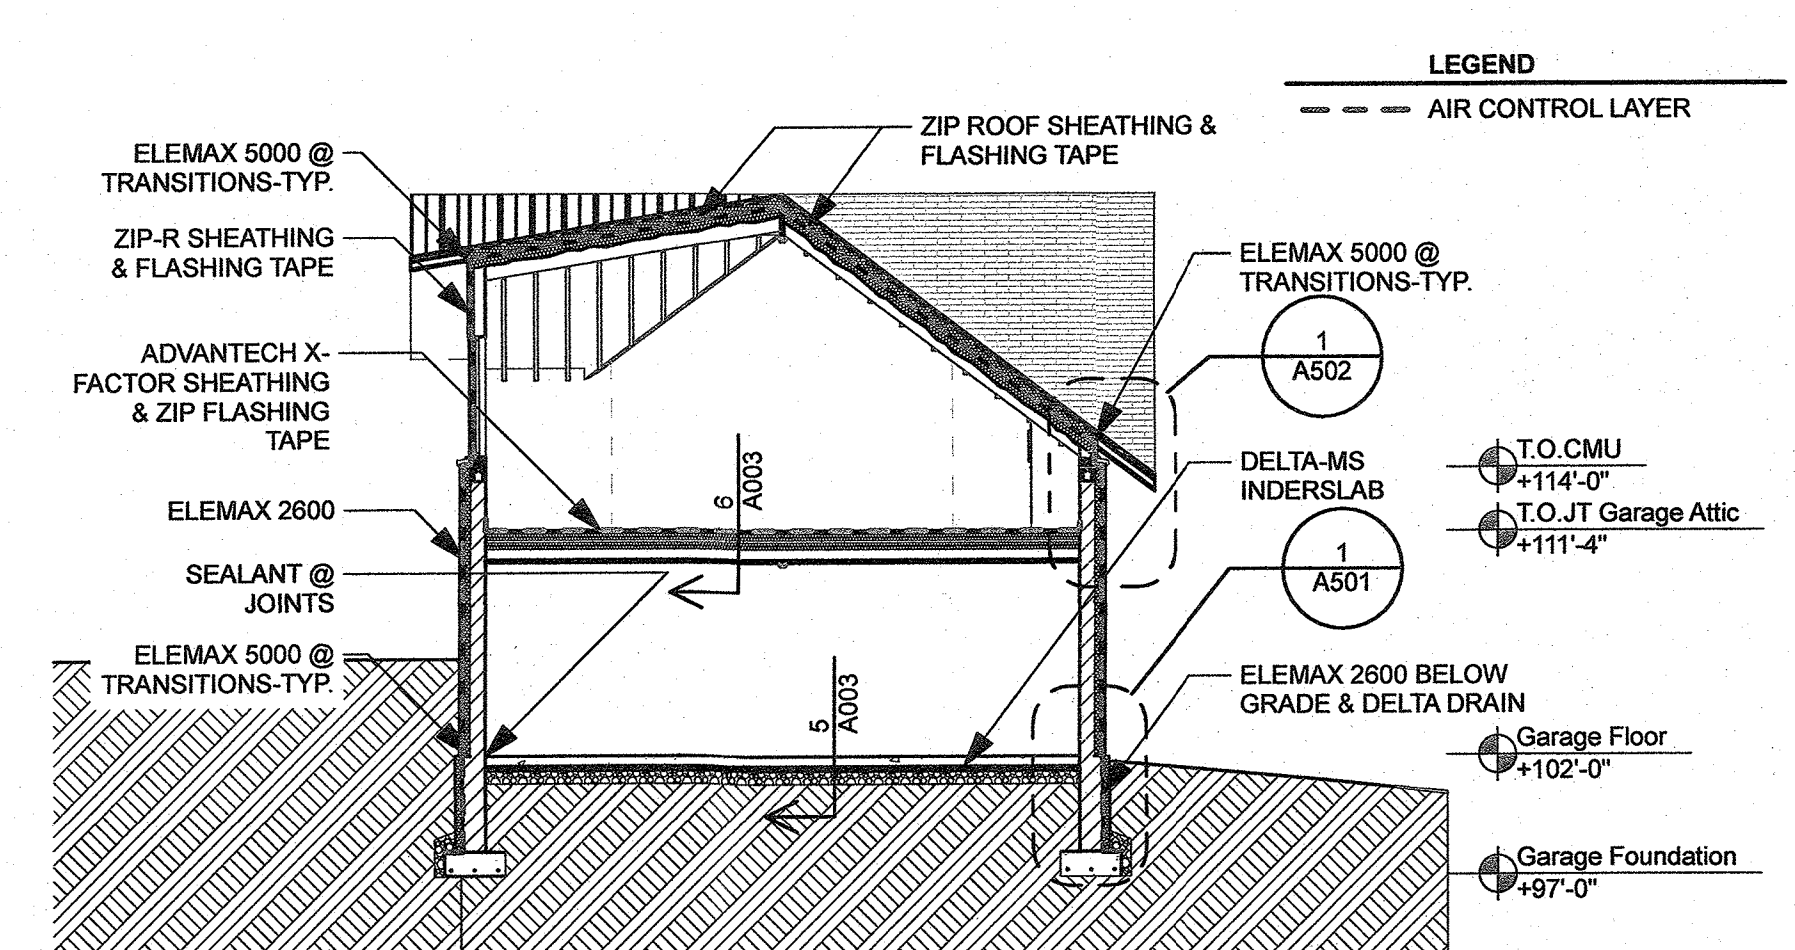 LEGEND
AIR CONTROL LAYER
ZIP ROOF SHEATHING &
FLASHING TAPE
ELEMAX 5000 @
TRANSITIONS-TYP.
ZIP-R SHEATHING
& FLASHING TAPE
ADVANTECH X-
FACTOR SHEATHING
& ZIP FLASHING
TAPE
ELEMAX 2600
SEALANT @
JOINTS
ELEMAX 5000 @
TRANSITIONS-TYP.
6
A003
5
A003
ELEMAX 5000 @
TRANSITIONS-TYP.
1
A502
DELTA-MS
INDERSLAB
1
A501
ELEMAX 2600 BELOW
GRADE & DELTA DRAIN
T.O.CMU
+114'-0"
T.O.JT Garage Attic
+111'-4"
Garage Floor
+102'-0"
Garage Foundation
+97'-0"